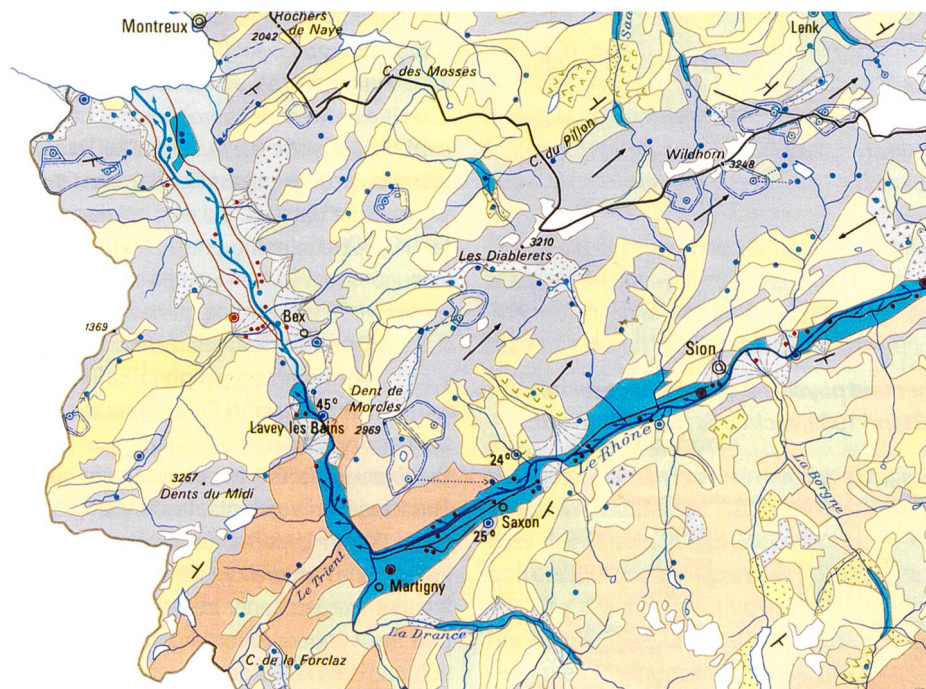 Montreux
Rochers
de Naye
2042
C. des Mosses
Saa
Lenk
C. du Pillon
Wildhorn
3248
3210
Les Diablerets
Bex
1369
Sion
Dent de
Morcles
2969
45°
Lavey les Bains
24°
Le Rhône
La Borgne
3267
Dents du Midi
Saxon
25°
Le Trient
Martigny
La Drance
C. de la Forclaz